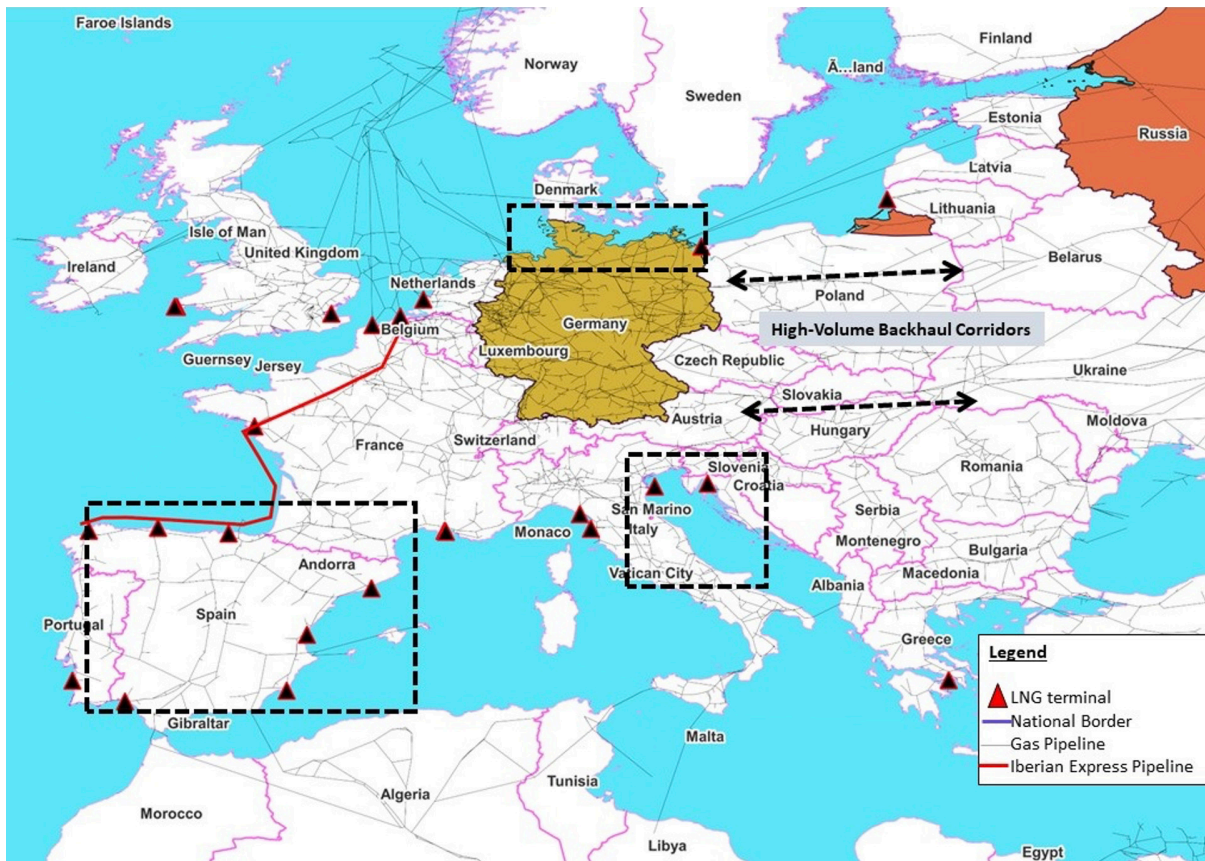 Faroe Islands
Norway
Finland
Ã…land
Sweden
Estonia
Russia
Latvia
Denmark
Lithuania
Isle of Man
United Kingdom
Ireland
Belarus
Netherlands
Poland
Germany
Belgium
High-Volume Backhaul Corridors
Luxembourg
Guernsey
Jersey
Czech Republic
Ukraine
Slovakia
Austria
Moldova
Hungary
France
Switzerland
Slovenia
Romania
Croatia
San Marino
Serbia
Monaco
Italy
Montenegro
Bulgaria
Andorra
Vatican City
Macedonia
Albania
Spain
Portugal
Greece
Legend
LNG terminal
National Border
Gas Pipeline
Iberian Express Pipeline
Gibraltar
Malta
Tunisia
Algeria
Morocco
Libya
Egypt